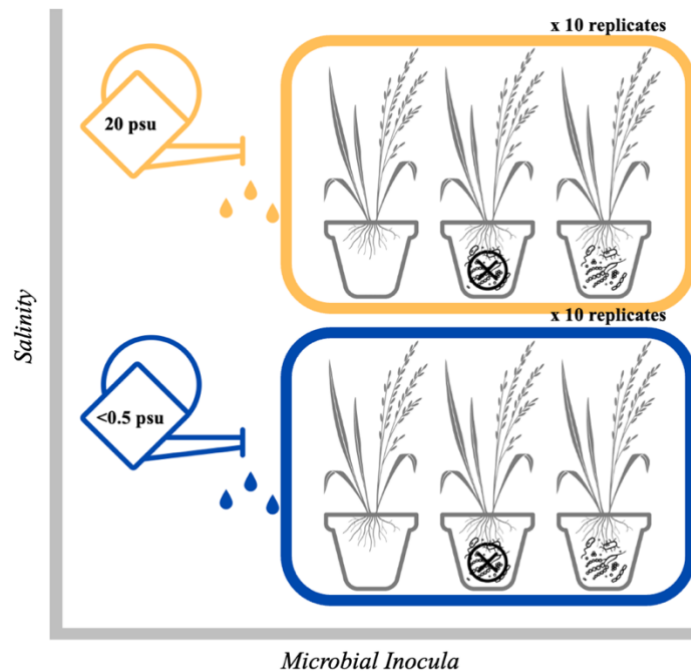 x 10 replicates
20 psu
x 10 replicates
<0.5 psu
Salinity
Microbial Inocula